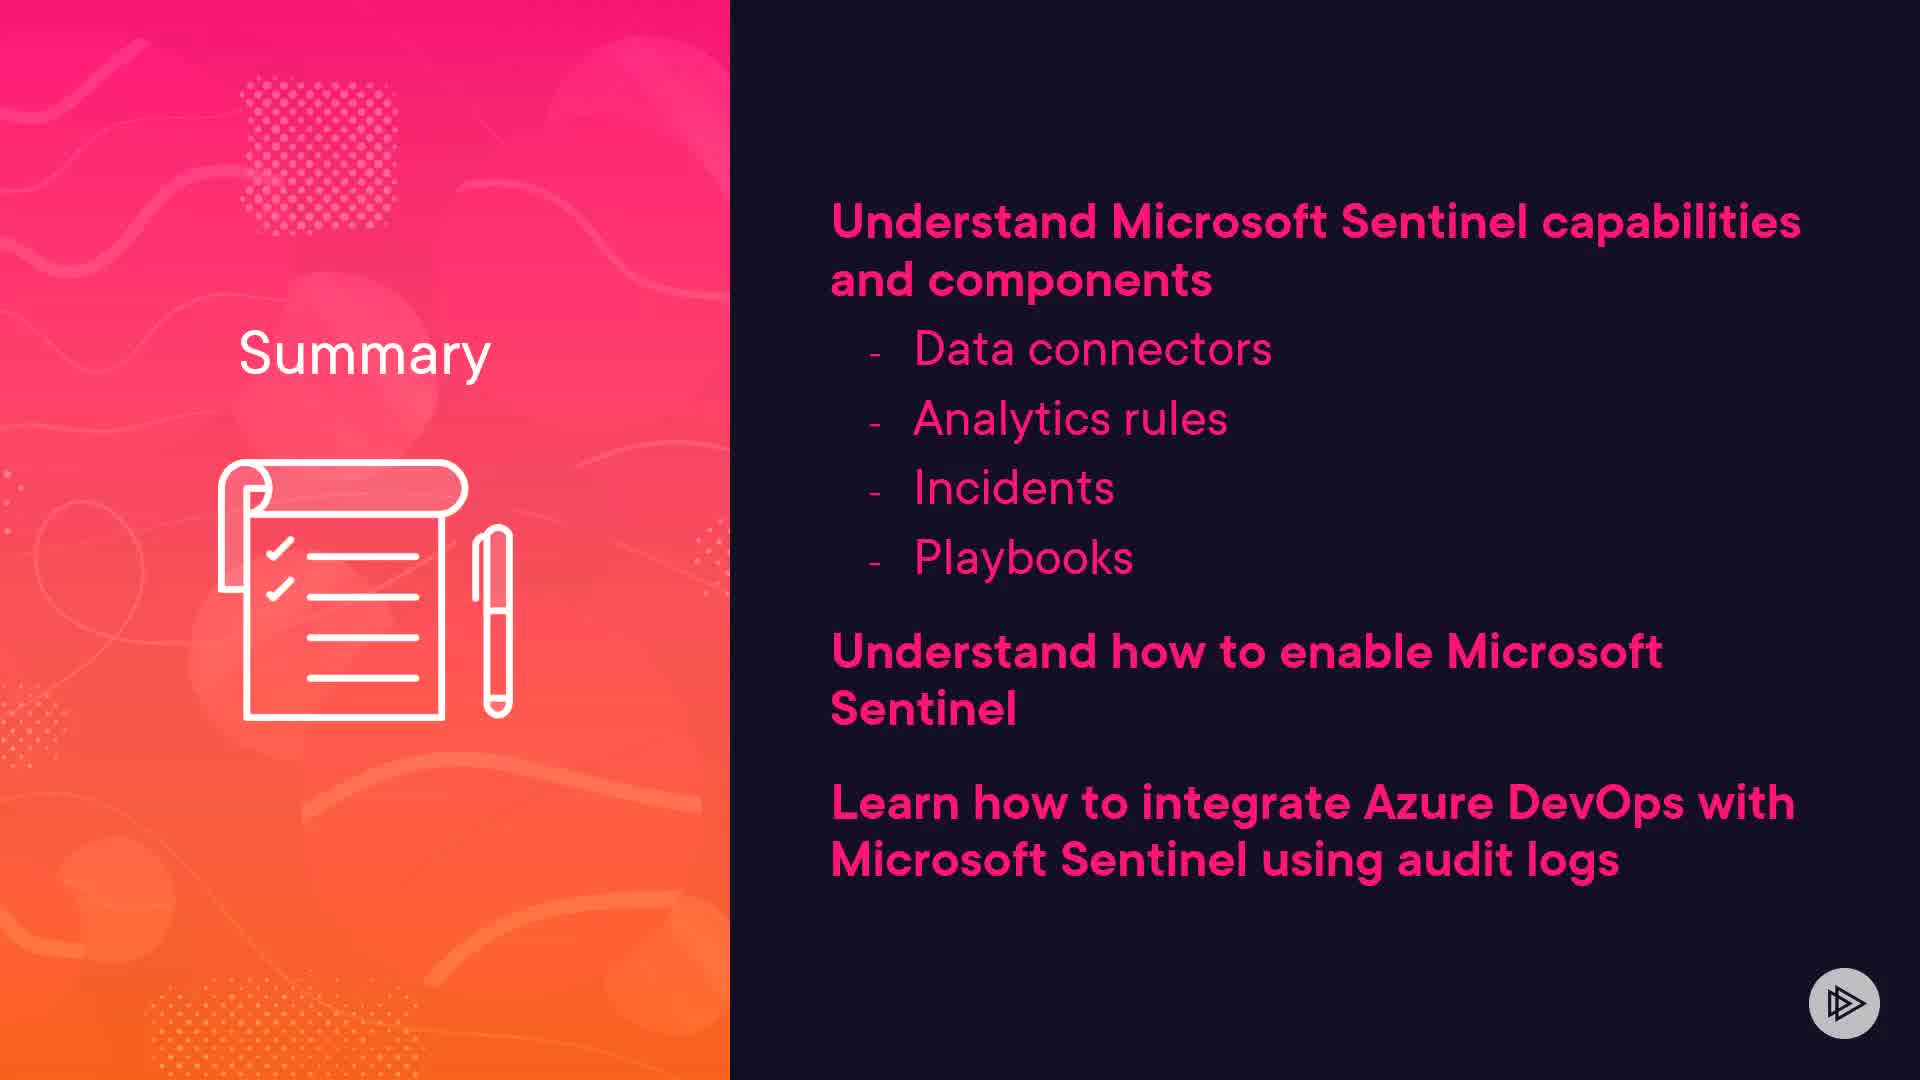 Summary
Understand Microsoft Sentinel capabilities
and components
- Data connectors
- Analytics rules
- Incidents
- Playbooks
Understand how to enable Microsoft
Sentinel
Learn how to integrate Azure DevOps with
Microsoft Sentinel using audit logs